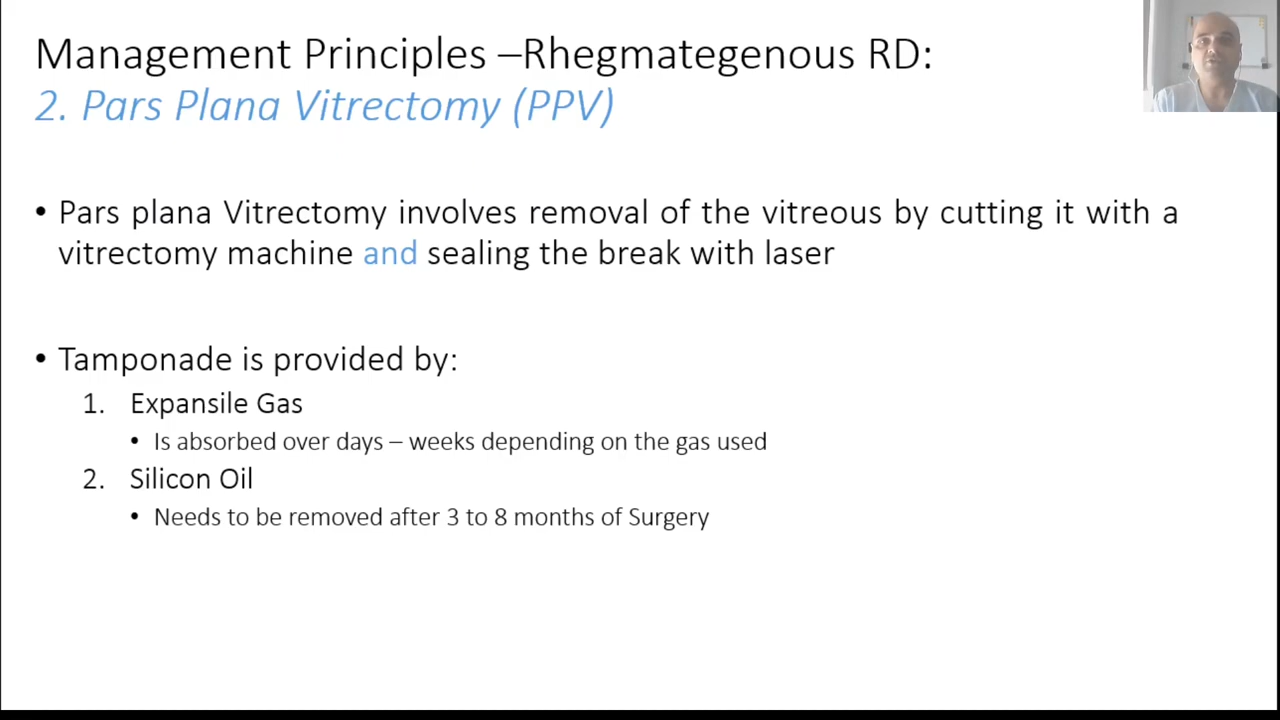 Management Principles –Rhegmategenous RD:
2. Pars Plana Vitrectomy (PPV)
• Pars plana Vitrectomy involves removal of the vitreous by cutting it with a
vitrectomy machine and sealing the break with laser
• Tamponade is provided by:
1. Expansile Gas
• Is absorbed over days – weeks depending on the gas used
2. Silicon Oil
• Needs to be removed after 3 to 8 months of Surgery